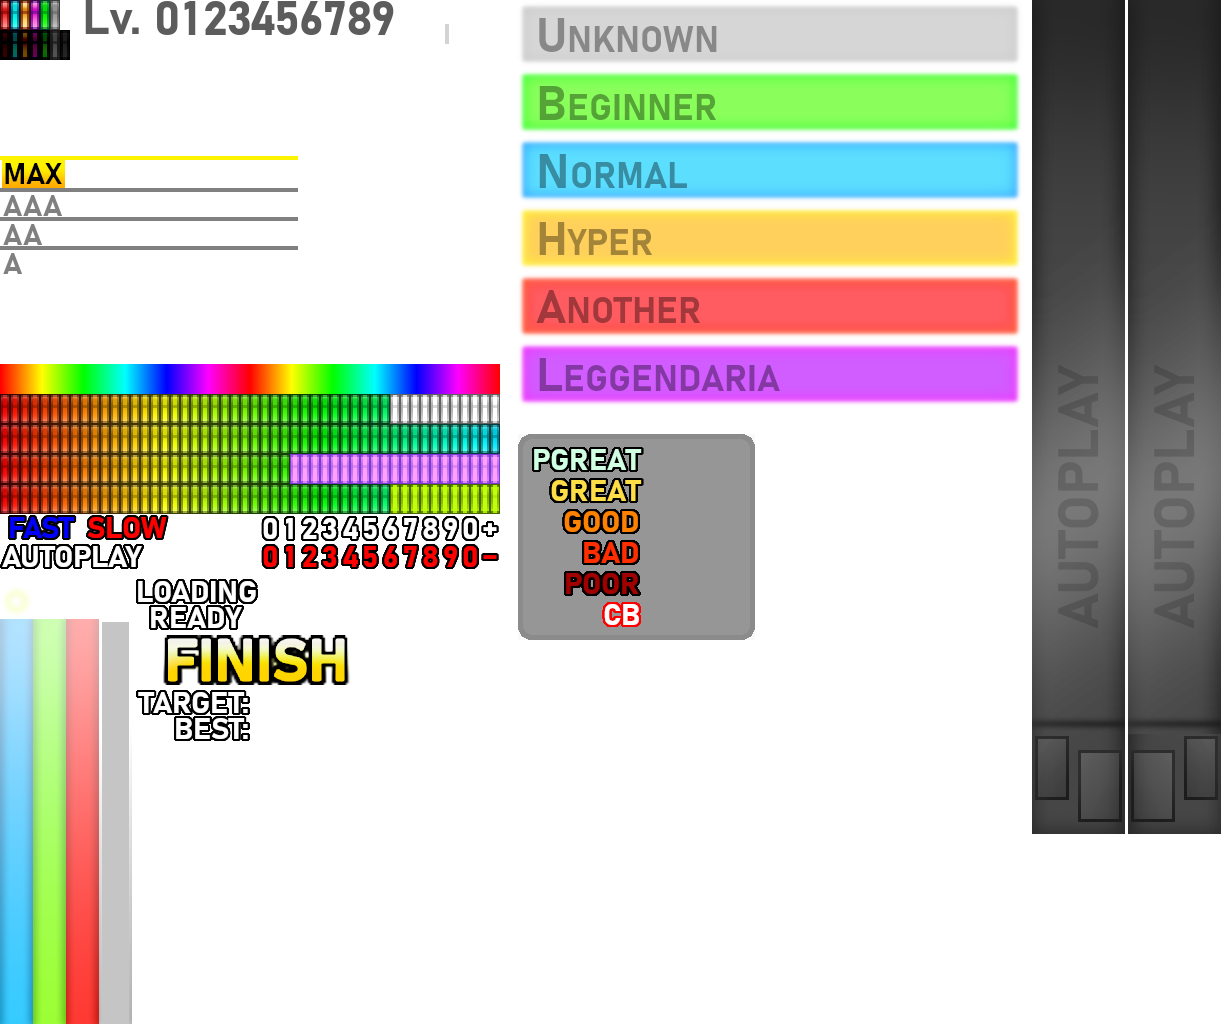 Lv. 0123456789
MAX
AAA
AA
A
UNKNOWN
BEGINNER
NORMAL
HYPER
ANOTHER
LEGGENDARIA
FAST SLOW
01234567890+
AUTOPLAY
01234567890-
LOADING
READY
FINISH
TARGET:
BEST:
PGREAT
GREAT
GOOD
BAD
POOR
CB
AUTOPLAY
AUTOPLAY